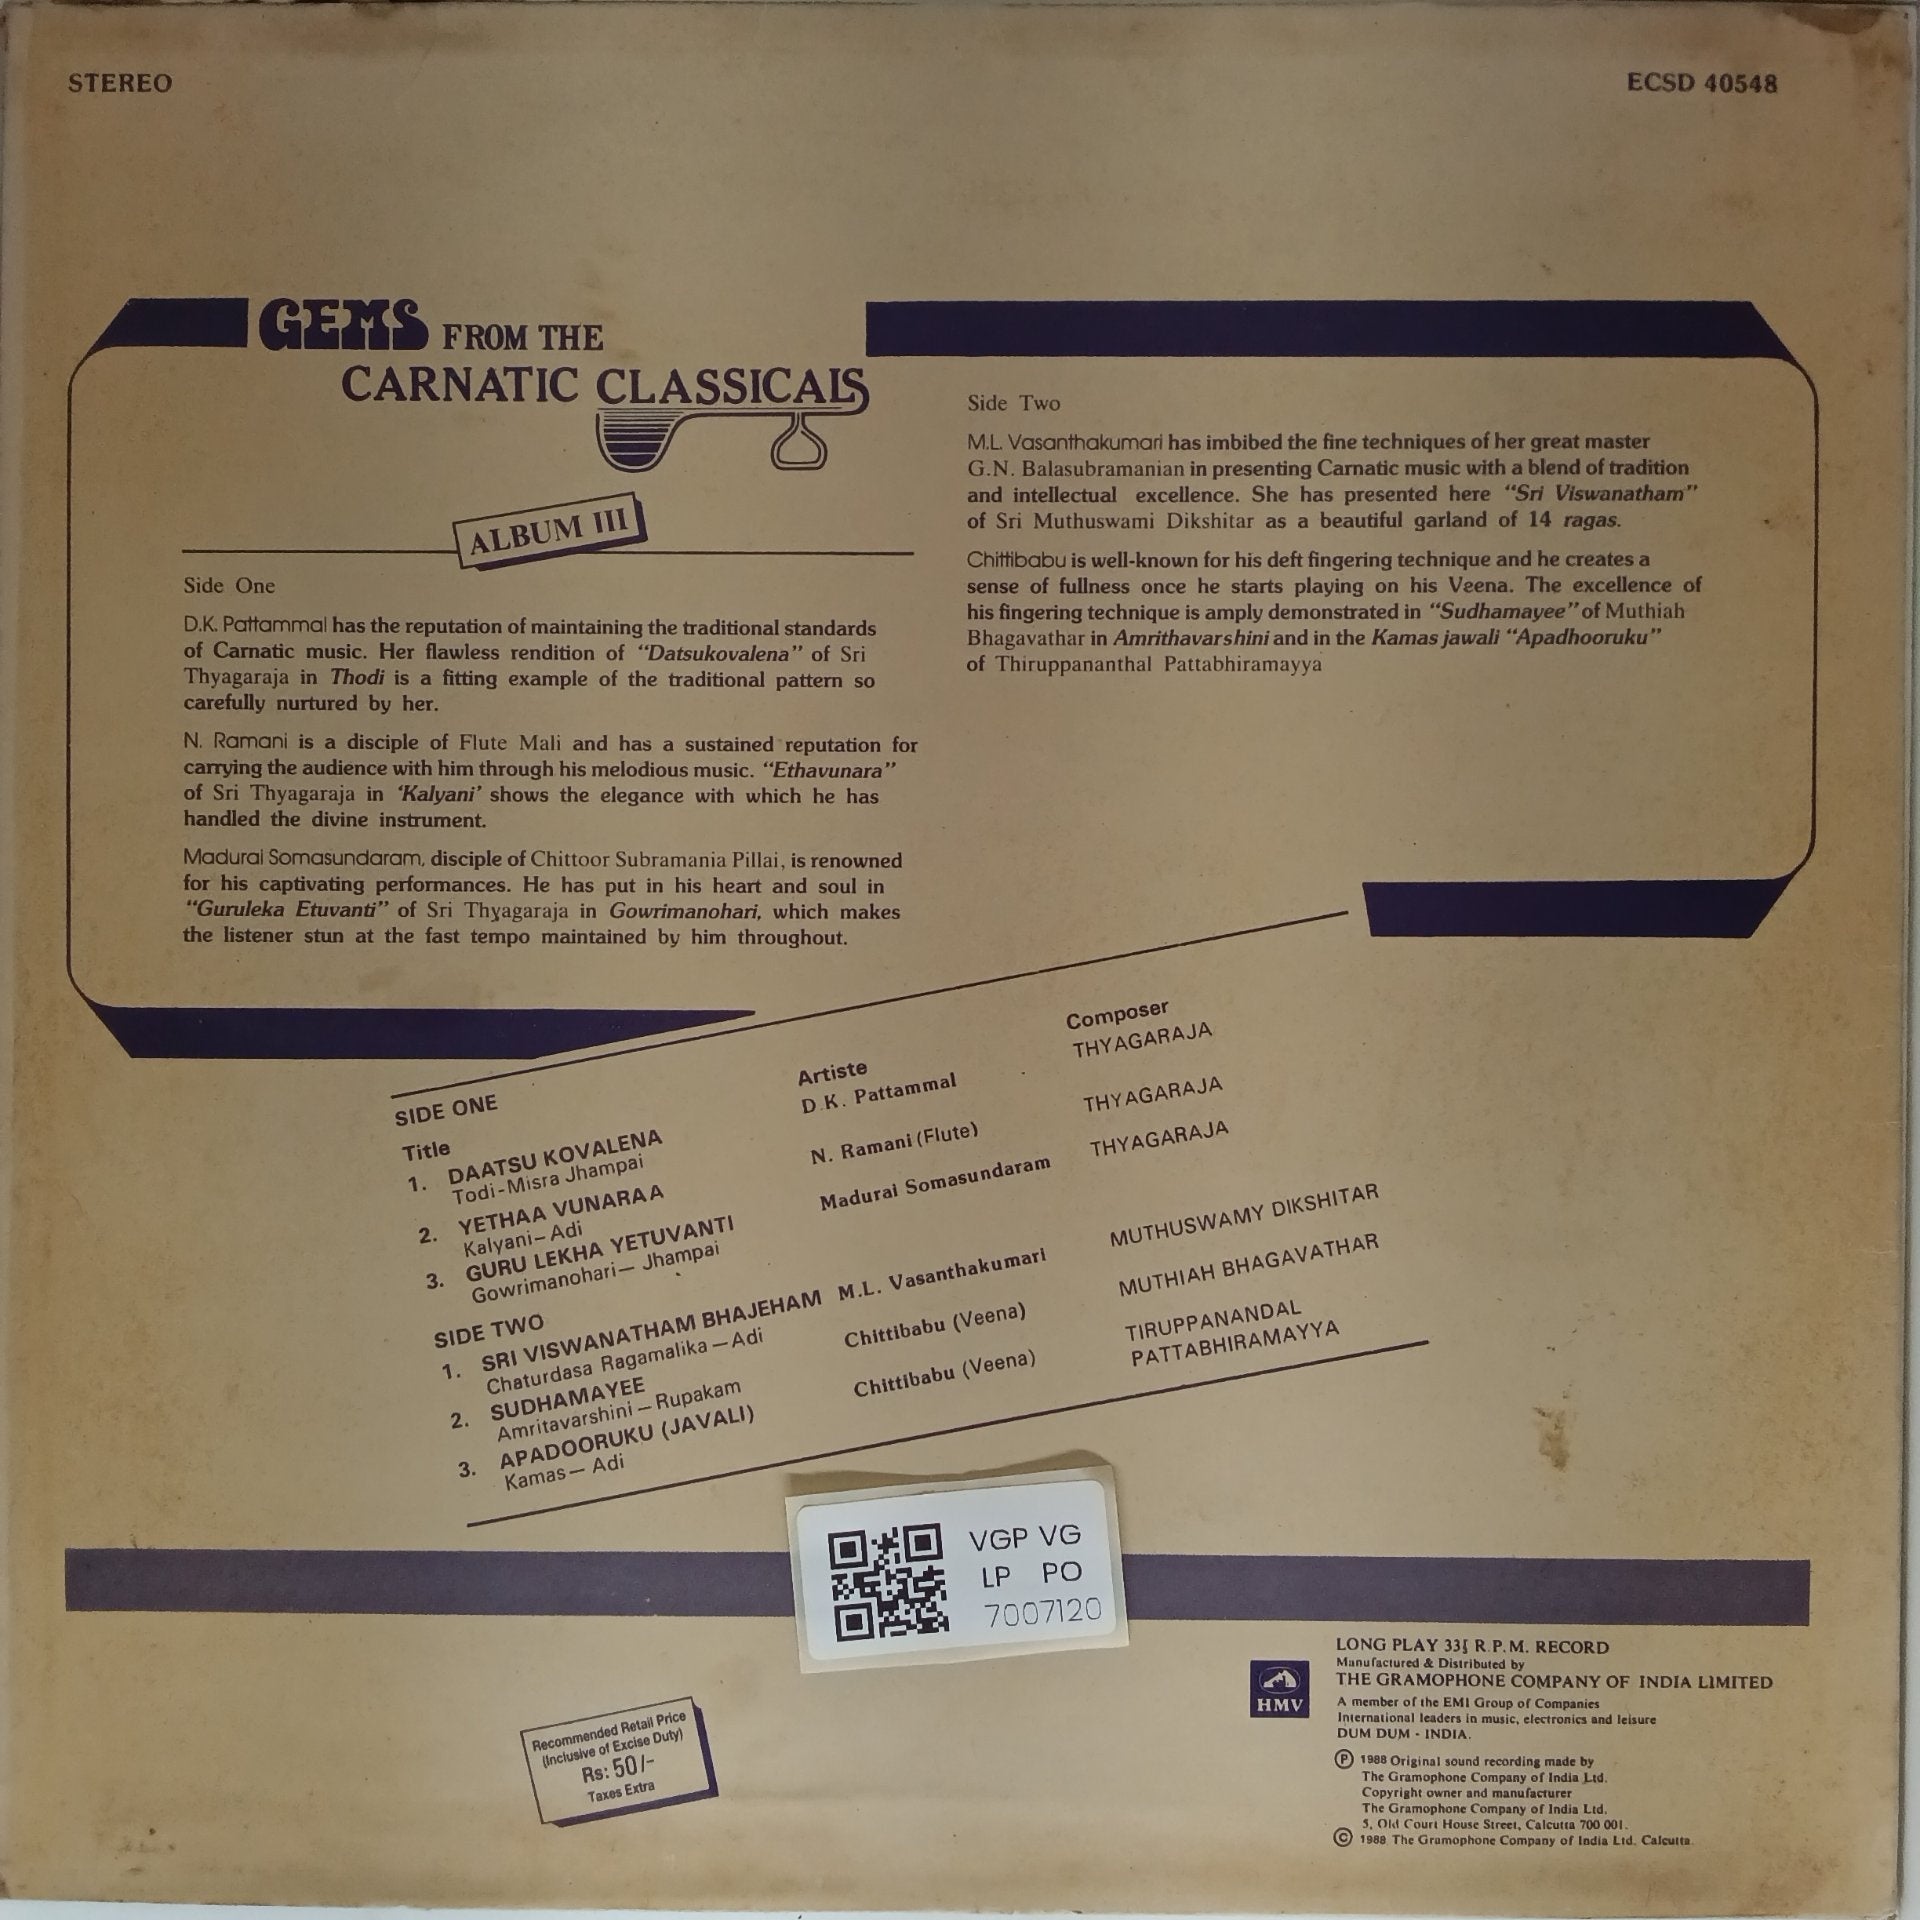 STEREO
ECSD 40548
GEMS FROM THE
CARNATIC CLASSICALS
ALBUM III
Side One
D.K. Pattammal has the reputation of maintaining the traditional standards
of Carnatic music. Her flawless rendition of "Datsukovalena" of Sri
Thyagaraja in Thodi is a fitting example of the traditional pattern so
carefully nurtured by her.
N. Ramani is a disciple of Flute Mali and has a sustained reputation for
carrying the audience with him through his melodious music. "Ethavunara"
of Sri Thyagaraja in 'Kalyani' shows the elegance with which he has
handled the divine instrument.
Madurai Somasundaram, disciple of Chittoor Subramania Pillai, is renowned
for his captivating performances. He has put in his heart and soul in
"Guruleka Etuvanti" of Sri Thyagaraja in Gowrimanohari, which makes
the listener stun at the fast tempo maintained by him throughout.
Side Two
M.L. Vasanthakumari has imbibed the fine techniques of her great master
G.N. Balasubramanian in presenting Carnatic music with a blend of tradition
and intellectual excellence. She has presented here "Sri Viswanatham"
of Sri Muthuswami Dikshitar as a beautiful garland of 14 ragas.
Chittibabu is well-known for his deft fingering technique and he creates a
sense of fullness once he starts playing on his Veena. The excellence of
his fingering technique is amply demonstrated in "Sudhamayee" of Muthiah
Bhagavathar in Amrithavarshini and in the Kamas jawali "Apadhooruku"
of Thiruppananthal Pattabhiramayya
SIDE ONE
Title Artiste Composer
1. DAATSU KOVALENA D.K. Pattammal THYAGARAJA
Todi-Misra Jhampai
2. YETHAA VUNARAA N. Ramani (Flute) THYAGARAJA
Kalyani–Adi
3. GURU LEKHA YETUVANTI Madurai Somasundaram THYAGARAJA
Gowrimanohari– Jhampai
SIDE TWO
1. SRI VISWANATHAM BHAJEHAM M.L. Vasanthakumari MUTHUSWAMY DIKSHITAR
Chaturdasa Ragamalika –Adi
2. SUDHAMAYEE Chittibabu (Veena) MUTHIAH BHAGAVATHAR
Amritavarshini – Rupakam
3. APADOORUKU (JAVALI) Chittibabu (Veena) TIRUPPANANDAL
PATTABHIRAMAYYA
Kamas– Adi
VGP VG
LP PO
7007120
Recommended Retail Price
(Inclusive of Excise Duty)
Rs: 50/-
Taxes Extra
HMV
LONG PLAY 33⅓ R.P.M. RECORD
Manufactured & Distributed by
THE GRAMOPHONE COMPANY OF INDIA LIMITED
A member of the EMI Group of Companies
International leaders in music, electronics and leisure
DUM DUM - INDIA.
℗ 1988 Original sound recording made by
The Gramophone Company of India Ltd.
Copyright owner and manufacturer
The Gramophone Company of India Ltd.
5, Old Court House Street, Calcutta 700 001.
© 1988 The Gramophone Company of India Ltd. Calcutta.